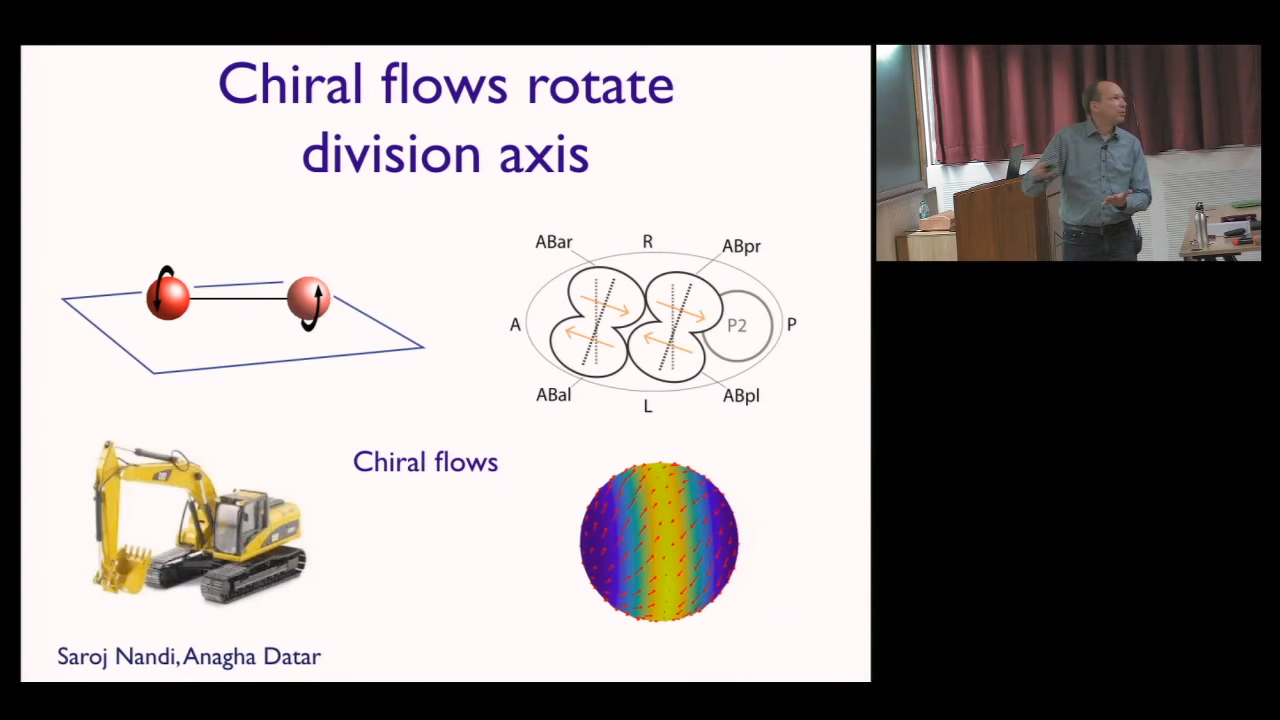 Chiral flows rotate
division axis
ABar
R
ABpr
A
P2
P
ABal
L
ABpl
Chiral flows
Saroj Nandi, Anagha Datar